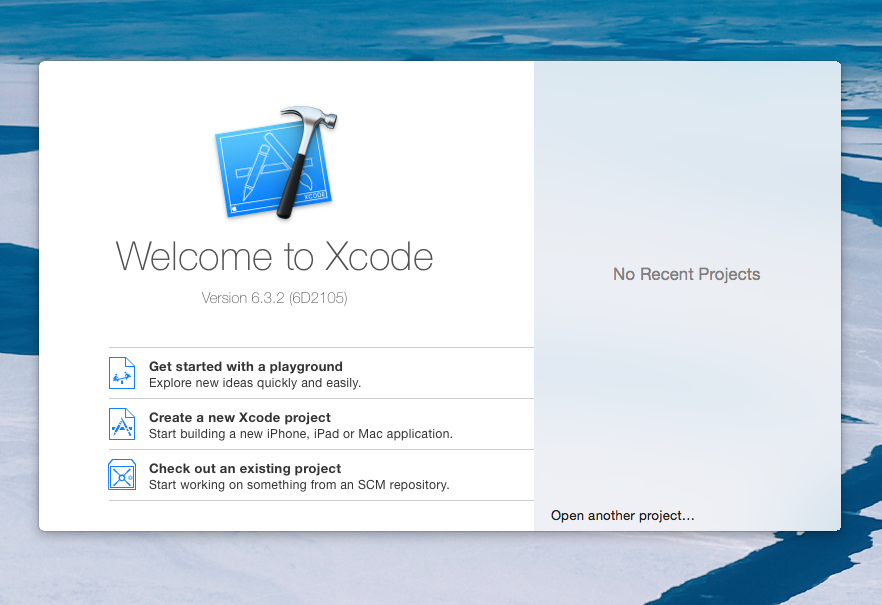 XCODE
Welcome to Xcode
Version 6.3.2 (6D2105)
Get started with a playground
Explore new ideas quickly and easily.
Create a new Xcode project
Start building a new iPhone, iPad or Mac application.
Check out an existing project
Start working on something from an SCM repository.
No Recent Projects
Open another project...